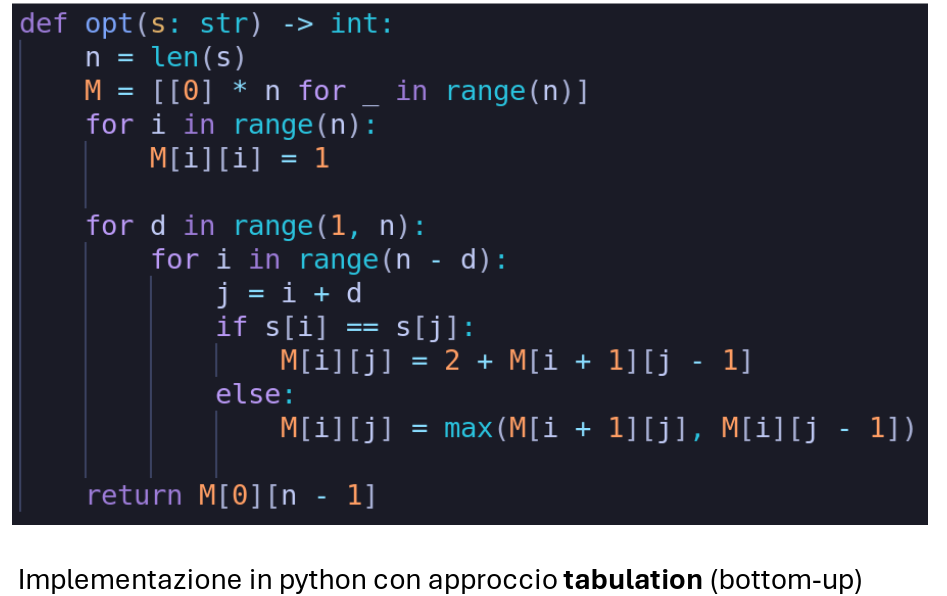 def opt(s: str) -> int:
    n = len(s)
    M = [[0] * n for _ in range(n)]
    for i in range(n):
        M[i][i] = 1
    for d in range(1, n):
        for i in range(n - d):
            j = i + d
            if s[i] == s[j]:
                M[i][j] = 2 + M[i + 1][j - 1]
            else:
                M[i][j] = max(M[i + 1][j], M[i][j - 1])
    return M[0][n - 1]
Implementazione in python con approccio tabulation (bottom-up)